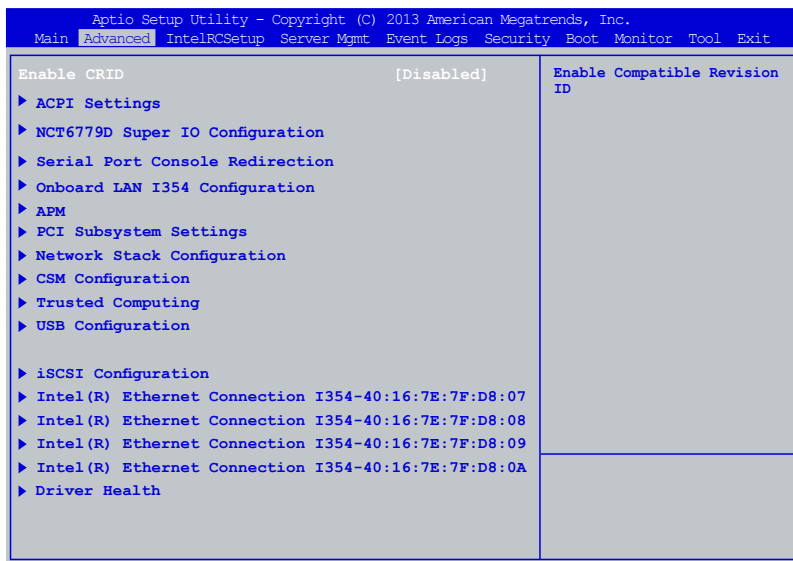 Aptio Setup Utility – Copyright (C) 2013 American Megatrends, Inc.
Main Advanced IntelRCSetup Server Mgmt Event Logs Security Boot Monitor Tool Exit
Enable CRID [Disabled]
ACPI Settings
NCT6779D Super IO Configuration
Serial Port Console Redirection
Onboard LAN I354 Configuration
APM
PCI Subsystem Settings
Network Stack Configuration
CSM Configuration
Trusted Computing
USB Configuration
iSCSI Configuration
Intel(R) Ethernet Connection I354-40:16:7E:7F:D8:07
Intel(R) Ethernet Connection I354-40:16:7E:7F:D8:08
Intel(R) Ethernet Connection I354-40:16:7E:7F:D8:09
Intel(R) Ethernet Connection I354-40:16:7E:7F:D8:0A
Driver Health
Enable Compatible Revision
ID